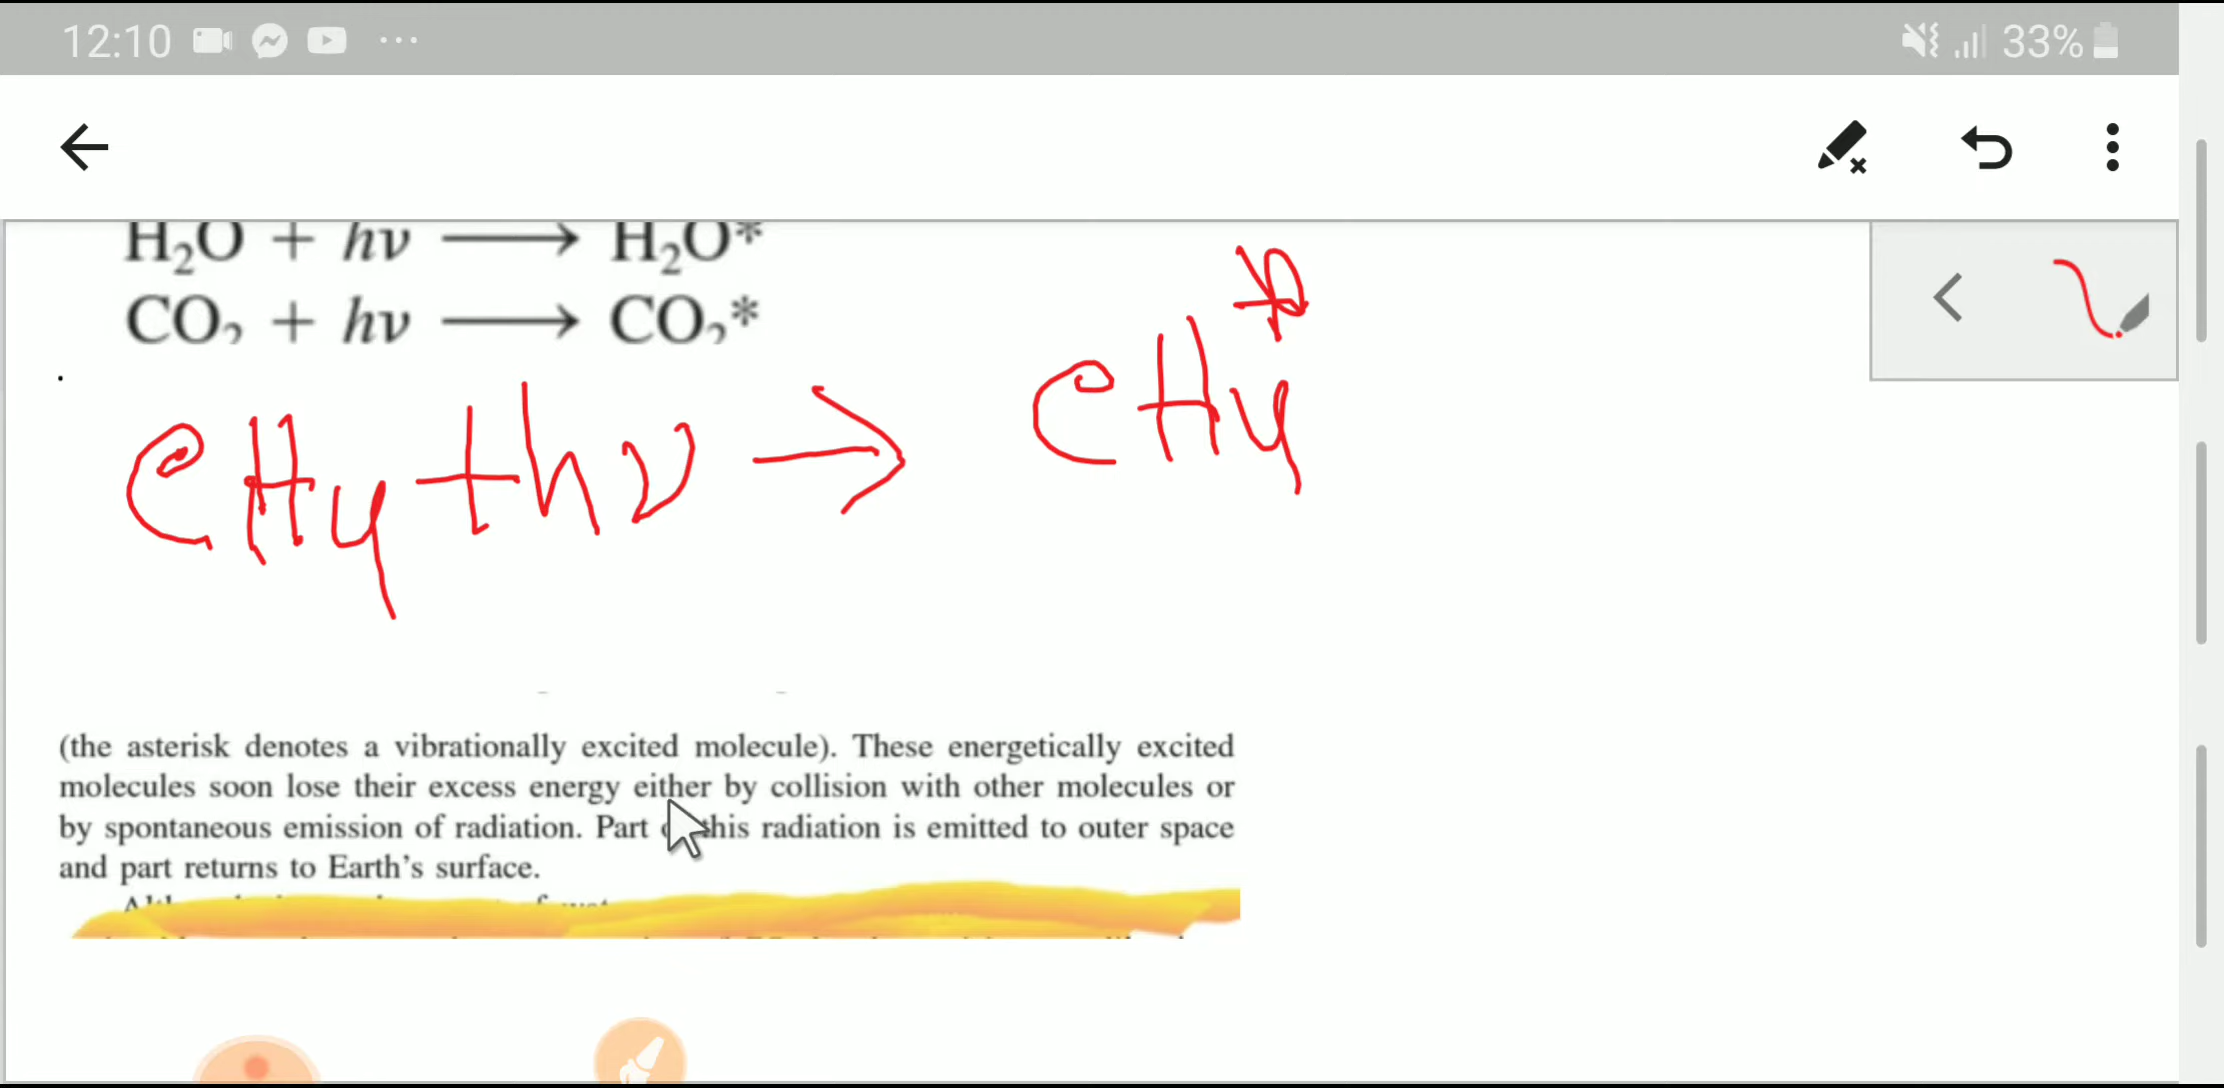 12:10 ... 33%
H₂O + hν ⟶ H₂O*
CO₂ + hν ⟶ CO₂*
CH4 + hν → CH4*
(the asterisk denotes a vibrationally excited molecule). These energetically excited
molecules soon lose their excess energy either by collision with other molecules or
by spontaneous emission of radiation. Part this radiation is emitted to outer space
and part returns to Earth's surface.